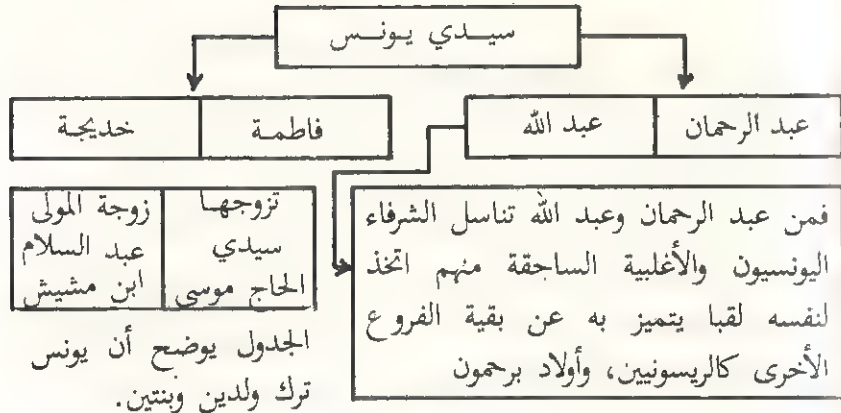 سيدي يونس
عبد الرحمان
عبد الله
فاطمة
خديجة
فمن عبد الرحمان وعبد الله تناسل الشرفاء
اليونسيون والأغلبية الساحقة منهم اتخذ
لنفسه لقبا يتميز به عن بقية الفروع
الأخرى كالريسونيين، وأولاد برحمون
تزوجها
سيدي
الحاج موسى
زوجة المولى
عبد السلام
ابن مشيش
الجدول يوضح أن يونس
ترك ولدين وبنتين.